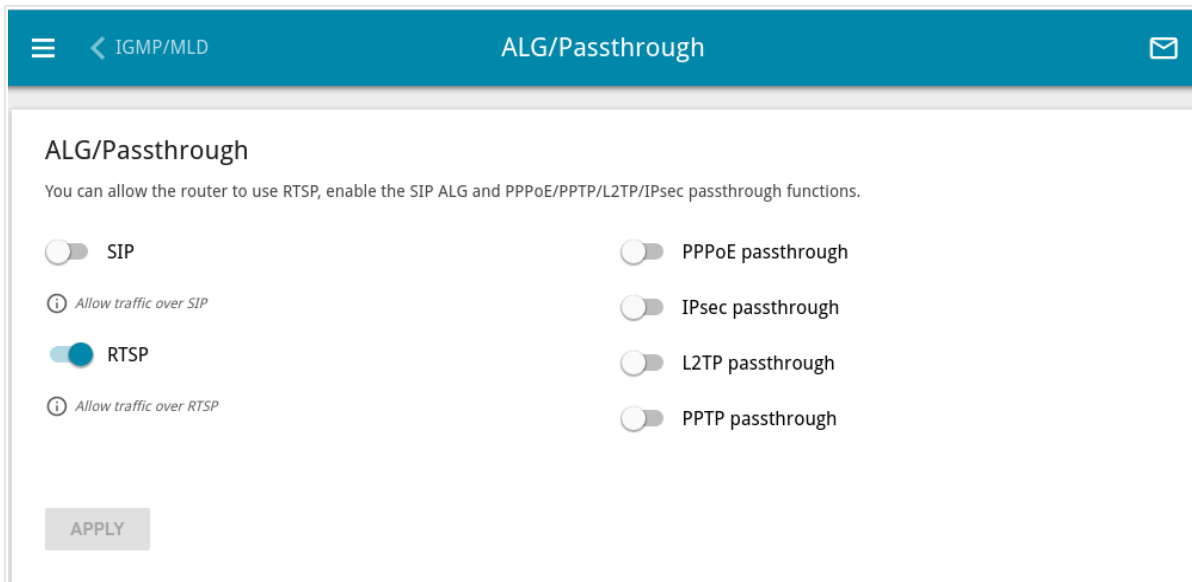 IGMP/MLD
ALG/Passthrough
ALG/Passthrough
You can allow the router to use RTSP, enable the SIP ALG and PPPoE/PPTP/L2TP/IPsec passthrough functions.
SIP
Allow traffic over SIP
RTSP
Allow traffic over RTSP
PPPoE passthrough
IPsec passthrough
L2TP passthrough
PPTP passthrough
APPLY